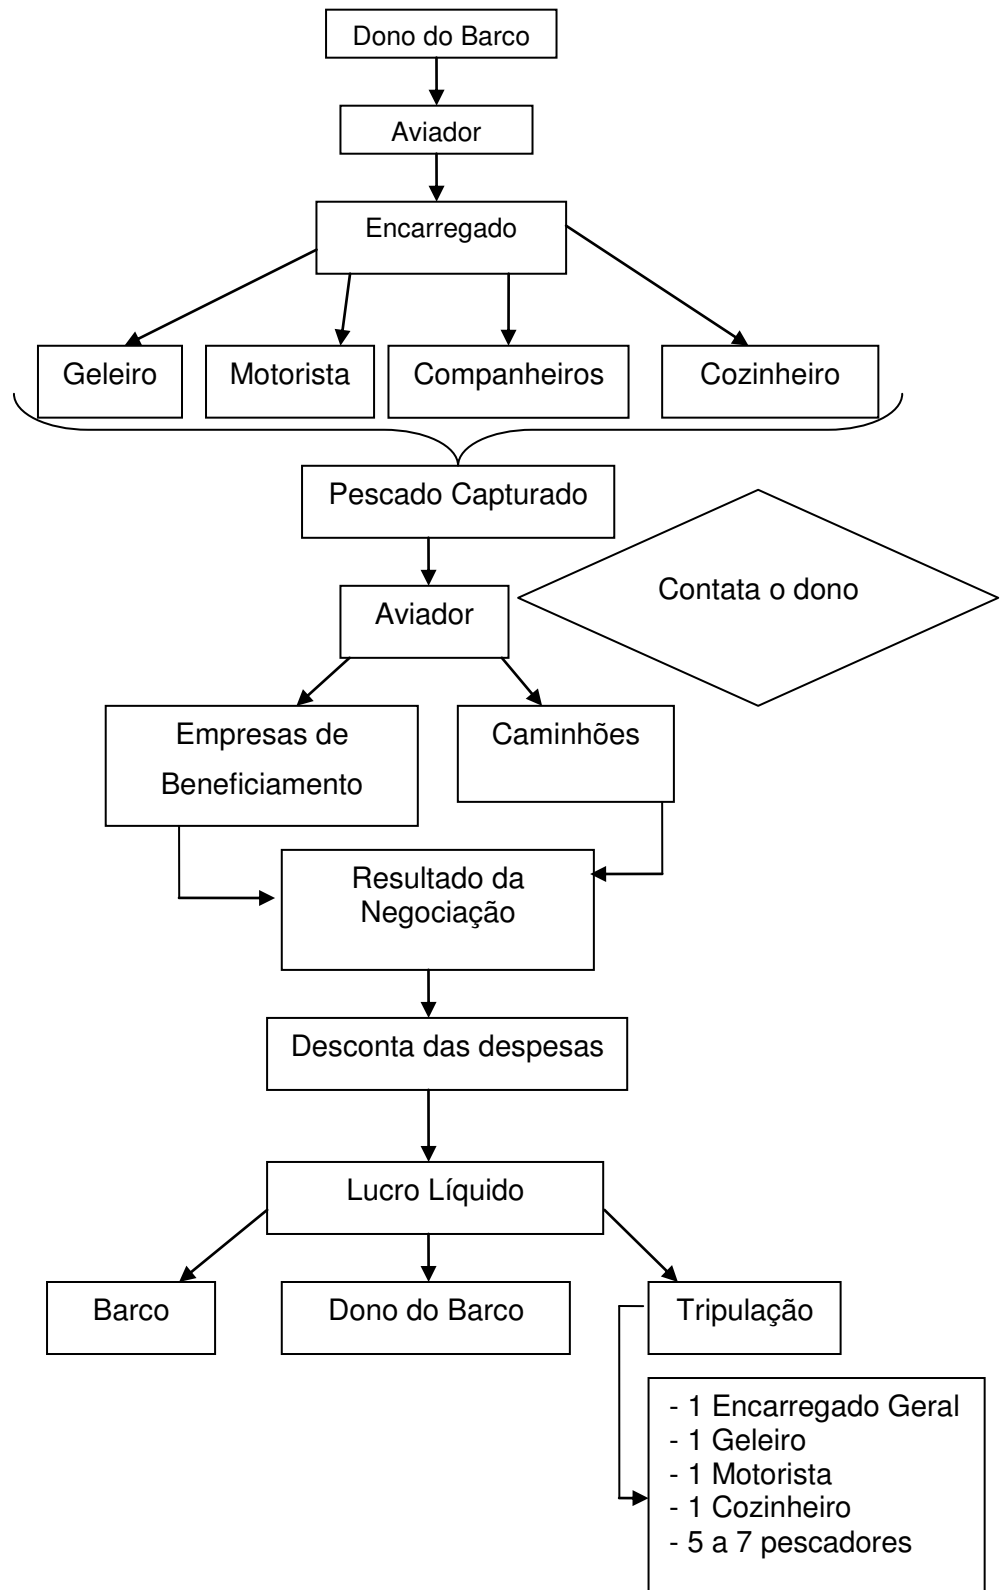 Dono do Barco
Aviador
Encarregado
Geleiro
Motorista
Companheiros
Cozinheiro
Pescado Capturado
Contata o dono
Aviador
Empresas de
Beneficiamento
Caminhões
Resultado da
Negociação
Desconta das despesas
Lucro Líquido
Barco
Dono do Barco
Tripulação
- 1 Encarregado Geral
- 1 Geleiro
- 1 Motorista
- 1 Cozinheiro
- 5 a 7 pescadores